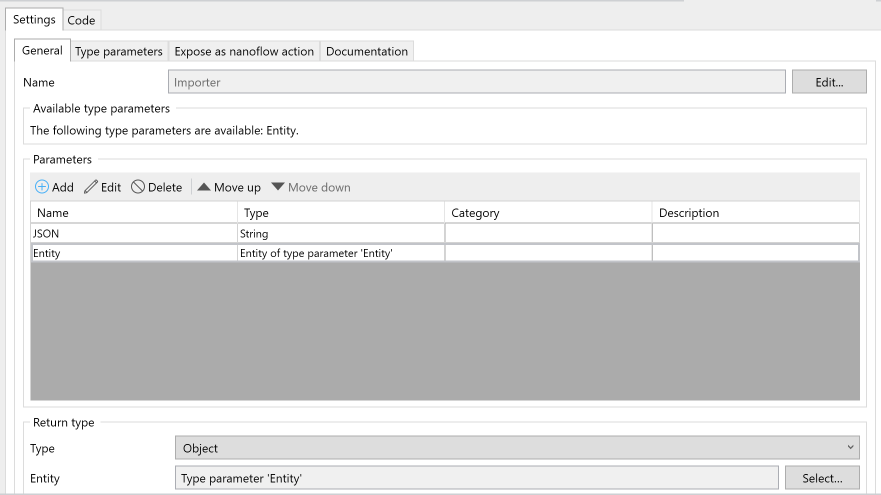 Settings Code
General Type parameters Expose as nanoflow action Documentation
Name Importer Edit...
Available type parameters
The following type parameters are available: Entity.
Parameters
Add Edit Delete Move up Move down
Name Type Category Description
JSON String
Entity Entity of type parameter 'Entity'
Return type
Type Object
Entity Type parameter 'Entity' Select...